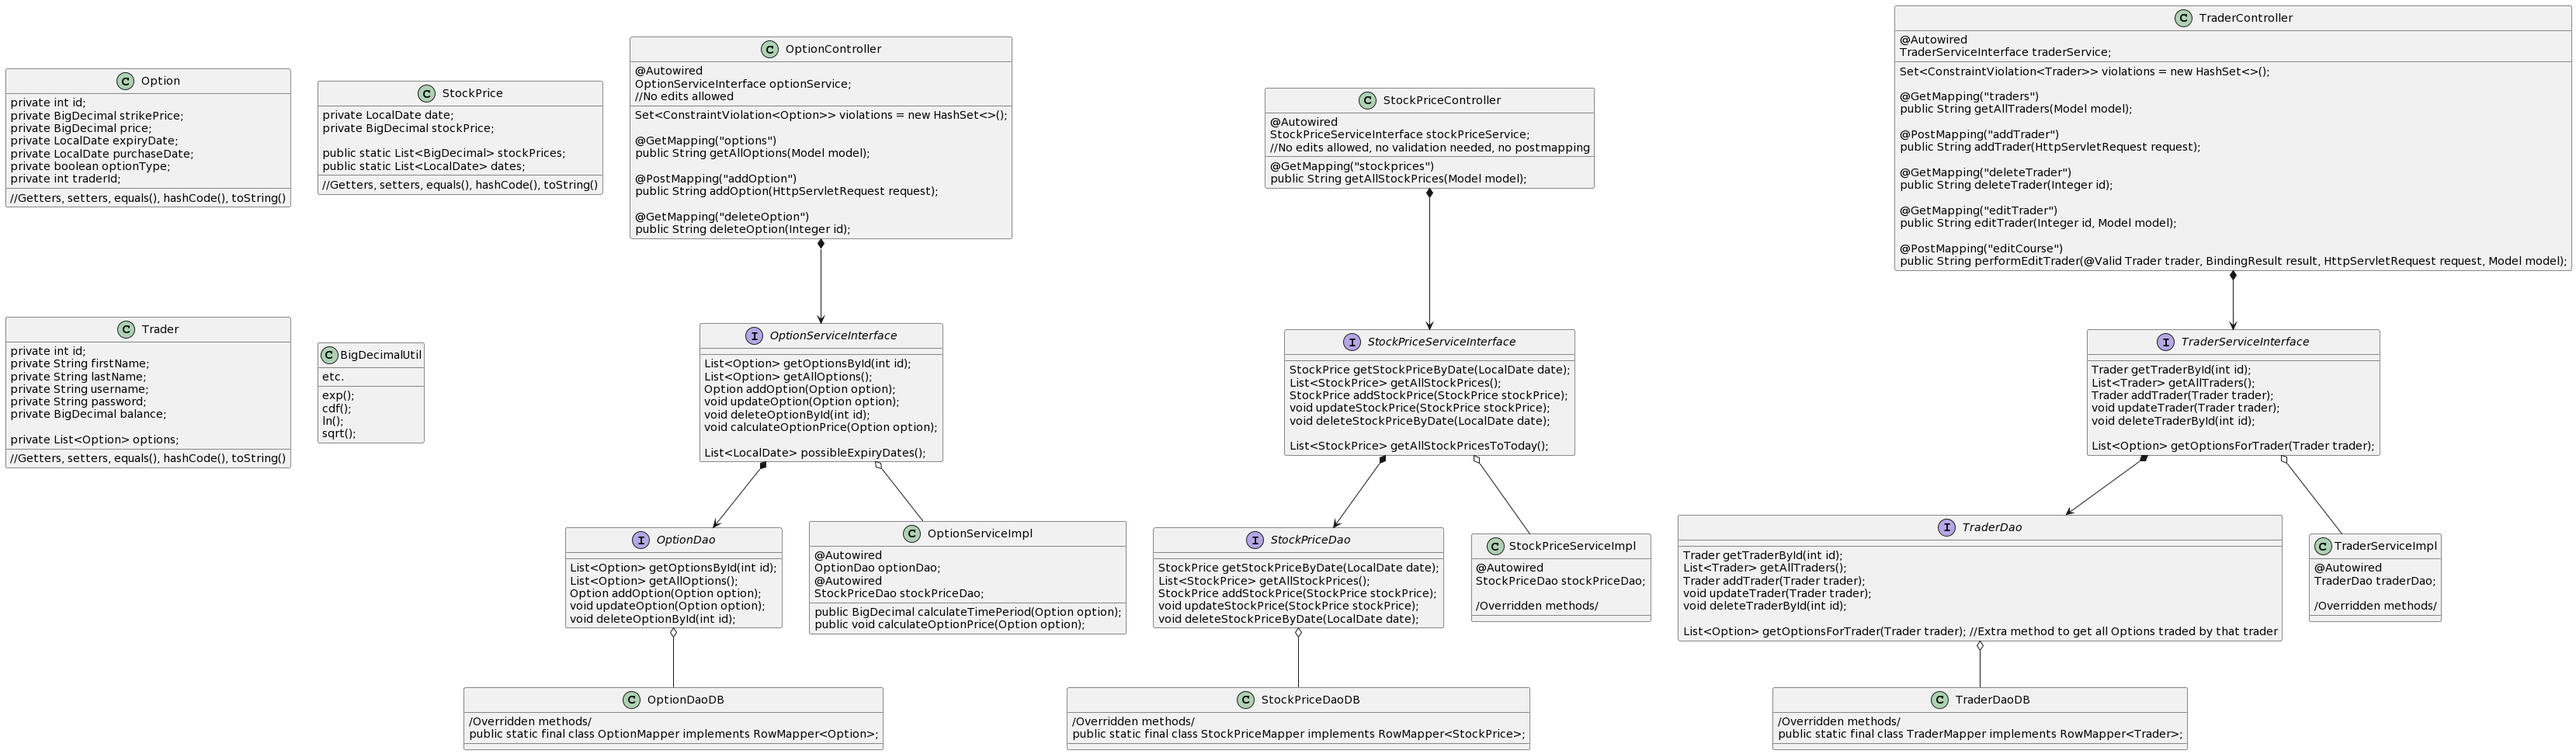 C Option
private int id;
private BigDecimal strikePrice;
private BigDecimal price;
private LocalDate expiryDate;
private LocalDate purchaseDate;
private boolean optionType;
private int traderId;
//Getters, setters, equals(), hashCode(), toString()
C StockPrice
private LocalDate date;
private BigDecimal stockPrice;
public static List<BigDecimal> stockPrices;
public static List<LocalDate> dates;
//Getters, setters, equals(), hashCode(), toString()
C OptionController
@Autowired
OptionServiceInterface optionService;
//No edits allowed
Set<ConstraintViolation<Option>> violations = new HashSet<>();
@GetMapping("options")
public String getAllOptions(Model model);
@PostMapping("addOption")
public String addOption(HttpServletRequest request);
@GetMapping("deleteOption")
public String deleteOption(Integer id);
C StockPriceController
@Autowired
StockPriceServiceInterface stockPriceService;
//No edits allowed, no validation needed, no postmapping
@GetMapping("stockprices")
public String getAllStockPrices(Model model);
C TraderController
@Autowired
TraderServiceInterface traderService;
Set<ConstraintViolation<Trader>> violations = new HashSet<>();
@GetMapping("traders")
public String getAllTraders(Model model);
@PostMapping("addTrader")
public String addTrader(HttpServletRequest request);
@GetMapping("deleteTrader")
public String deleteTrader(Integer id);
@GetMapping("editTrader")
public String editTrader(Integer id, Model model);
@PostMapping("editCourse")
public String performEditTrader(@Valid Trader trader, BindingResult result, HttpServletRequest request, Model model);
C Trader
private int id;
private String firstName;
private String lastName;
private String username;
private String password;
private BigDecimal balance;
private List<Option> options;
//Getters, setters, equals(), hashCode(), toString()
C BigDecimalUtil
etc.
exp();
cdf();
ln();
sqrt();
I OptionServiceInterface
List<Option> getOptionsById(int id);
List<Option> getAllOptions();
Option addOption(Option option);
void updateOption(Option option);
void deleteOptionById(int id);
void calculateOptionPrice(Option option);
List<LocalDate> possibleExpiryDates();
I StockPriceServiceInterface
StockPrice getStockPriceByDate(LocalDate date);
List<StockPrice> getAllStockPrices();
StockPrice addStockPrice(StockPrice stockPrice);
void updateStockPrice(StockPrice stockPrice);
void deleteStockPriceByDate(LocalDate date);
List<StockPrice> getAllStockPricesToToday();
I TraderServiceInterface
Trader getTraderById(int id);
List<Trader> getAllTraders();
Trader addTrader(Trader trader);
void updateTrader(Trader trader);
void deleteTraderById(int id);
List<Option> getOptionsForTrader(Trader trader);
I OptionDao
List<Option> getOptionsById(int id);
List<Option> getAllOptions();
Option addOption(Option option);
void updateOption(Option option);
void deleteOptionById(int id);
C OptionServiceImpl
@Autowired
OptionDao optionDao;
@Autowired
StockPriceDao stockPriceDao;
public BigDecimal calculateTimePeriod(Option option);
public void calculateOptionPrice(Option option);
I StockPriceDao
StockPrice getStockPriceByDate(LocalDate date);
List<StockPrice> getAllStockPrices();
StockPrice addStockPrice(StockPrice stockPrice);
void updateStockPrice(StockPrice stockPrice);
void deleteStockPriceByDate(LocalDate date);
C StockPriceServiceImpl
@Autowired
StockPriceDao stockPriceDao;
/Overridden methods/
I TraderDao
Trader getTraderById(int id);
List<Trader> getAllTraders();
Trader addTrader(Trader trader);
void updateTrader(Trader trader);
void deleteTraderById(int id);
List<Option> getOptionsForTrader(Trader trader); //Extra method to get all Options traded by that trader
C TraderServiceImpl
@Autowired
TraderDao traderDao;
/Overridden methods/
C OptionDaoDB
/Overridden methods/
public static final class OptionMapper implements RowMapper<Option>;
C StockPriceDaoDB
/Overridden methods/
public static final class StockPriceMapper implements RowMapper<StockPrice>;
C TraderDaoDB
/Overridden methods/
public static final class TraderMapper implements RowMapper<Trader>;